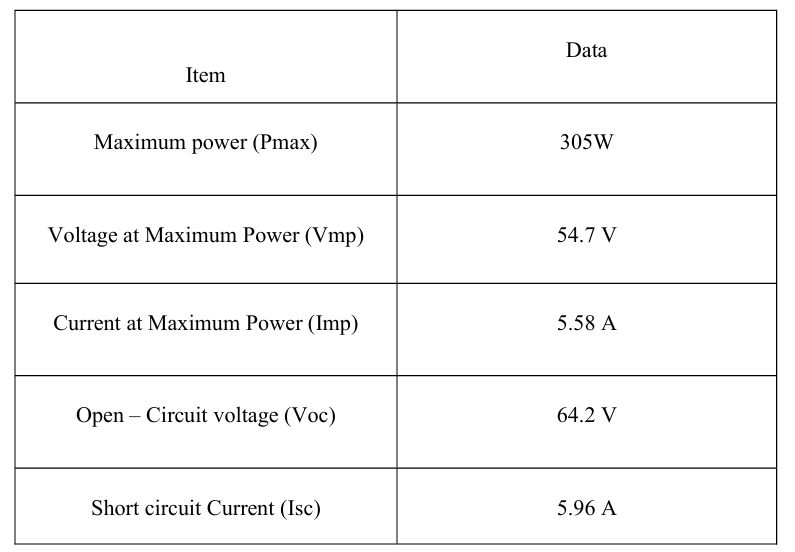 Item
Data
Maximum power (Pmax)
305W
Voltage at Maximum Power (Vmp)
54.7 V
Current at Maximum Power (Imp)
5.58 A
Open – Circuit voltage (Voc)
64.2 V
Short circuit Current (Isc)
5.96 A